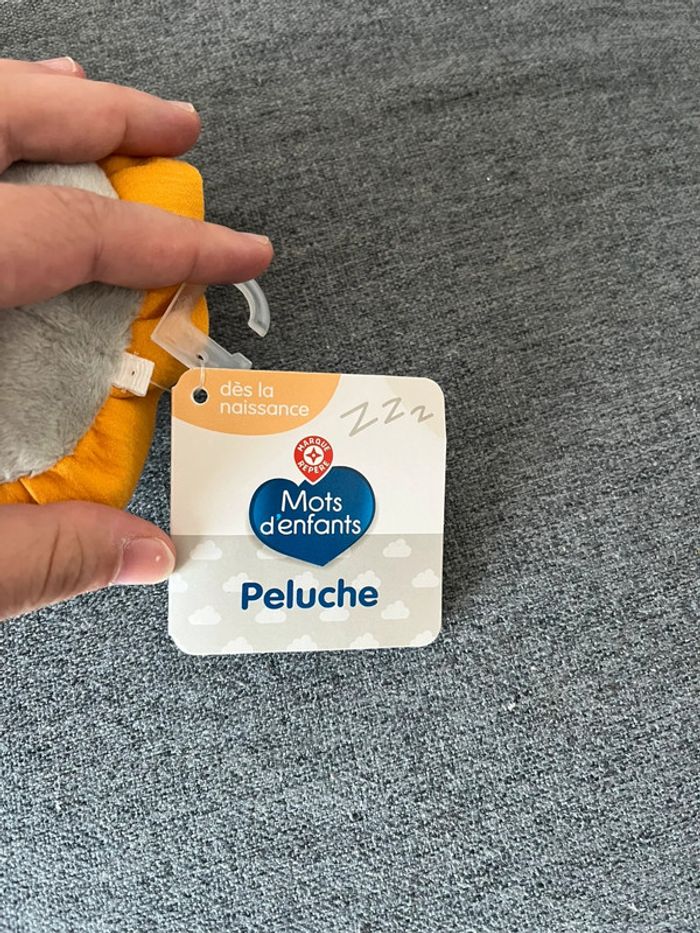 dès la
naissance
zzz
MARQUE
REPÈRE
Mots
d'enfants
Peluche